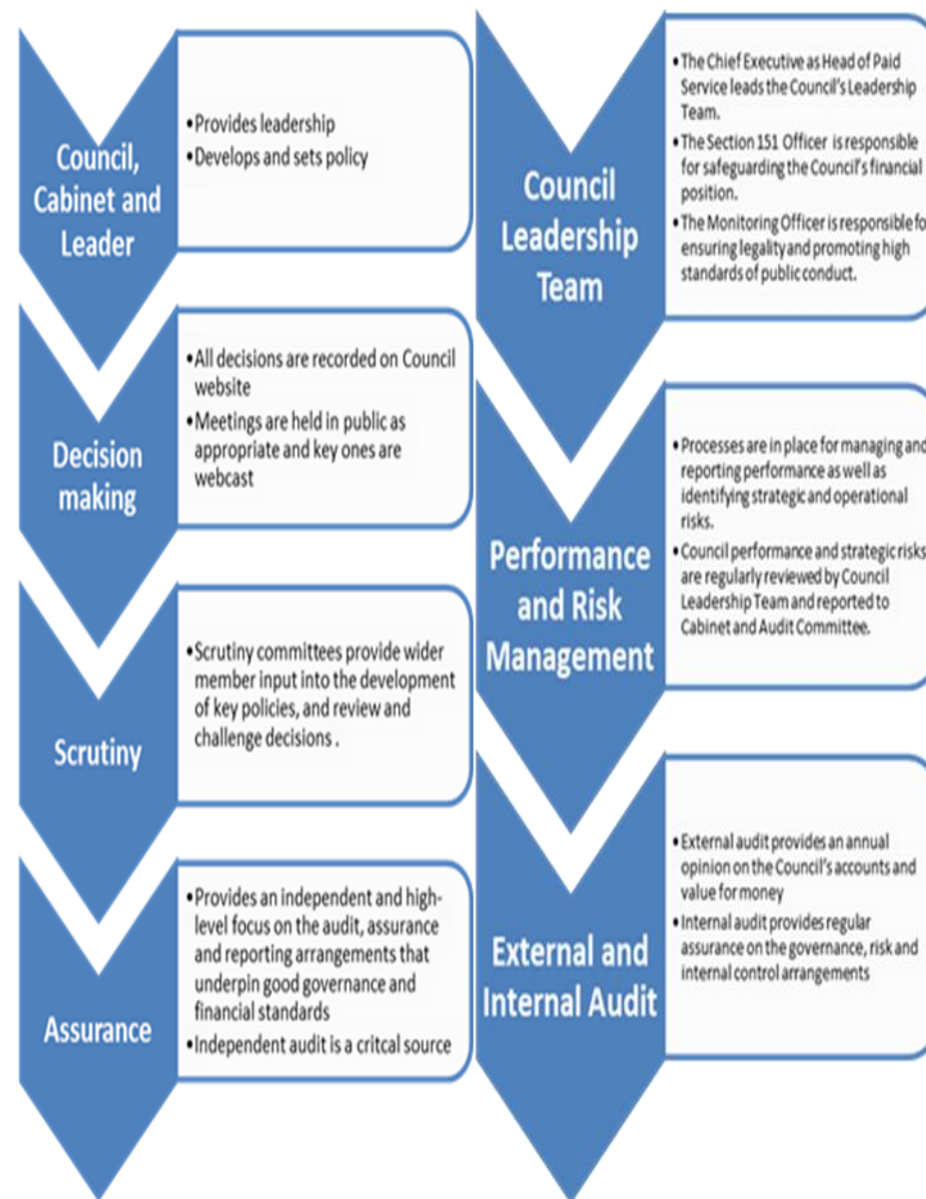 Council,
Cabinet and
Leader
•Provides leadership
•Develops and sets policy
Decision
making
•All decisions are recorded on Council
website
•Meetings are held in public as
appropriate and key ones are
webcast
Scrutiny
•Scrutiny committees provide wider
member input into the development
of key policies, and review and
challenge decisions .
Assurance
•Provides an independent and high-
level focus on the audit, assurance
and reporting arrangements that
underpin good governance and
financial standards
•Independent audit is a critcal source
Council
Leadership
Team
•The Chief Executive as Head of Paid
Service leads the Council's Leadership
Team.
•The Section 151 Officer is responsible
for safeguarding the Council's financial
position.
•The Monitoring Officer is responsible fo
ensuring legality and promoting high
standards of public conduct.
Performance
and Risk
Management
•Processes are in place for managing and
reporting performance as well as
identifying strategic and operational
risks.
•Council performance and strategic risks
are regularly reviewed by Council
Leadership Team and reported to
Cabinet and Audit Committee.
External and
Internal Audit
•External audit provides an annual
opinion on the Council's accounts and
value for money
•Internal audit provides regular
assurance on the governance, risk and
internal control arrangements